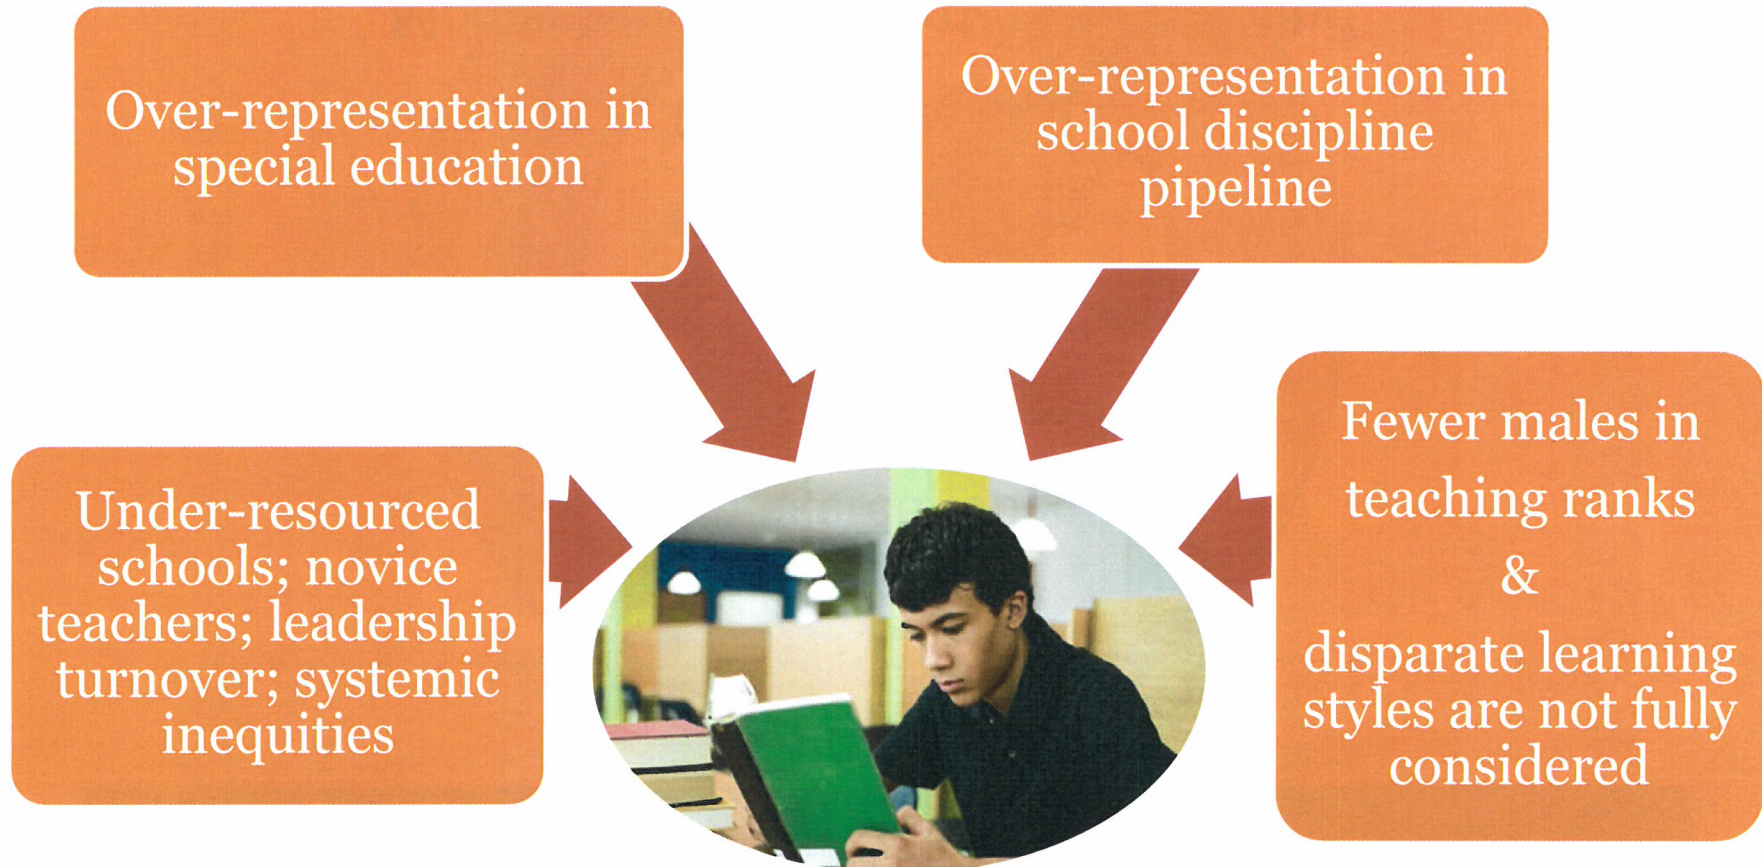 Over-representation in
special education
Over-representation in
school discipline
pipeline
Under-resourced
schools; novice
teachers; leadership
turnover; systemic
inequities
Fewer males in
teaching ranks
&
disparate learning
styles are not fully
considered